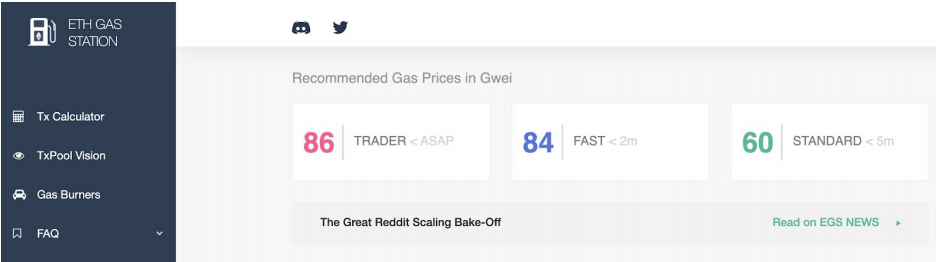 ETH GAS
STATION
Tx Calculator
TxPool Vision
Gas Burners
FAQ
Recommended Gas Prices in Gwei
86 TRADER < ASAP
84 FAST < 2m
60 STANDARD < 5m
The Great Reddit Scaling Bake-Off
Read on EGS NEWS